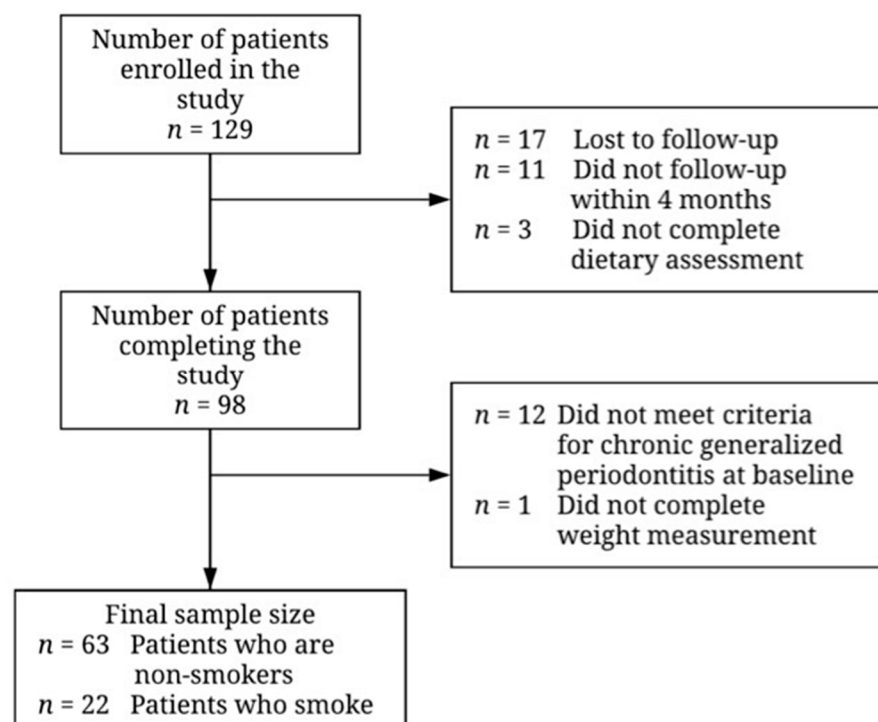 Number of patients
enrolled in the
study
n = 129
n = 17 Lost to follow-up
n = 11 Did not follow-up
within 4 months
n = 3 Did not complete
dietary assessment
Number of patients
completing the
study
n = 98
n = 12 Did not meet criteria
for chronic generalized
periodontitis at baseline
n = 1 Did not complete
weight measurement
Final sample size
n = 63 Patients who are
non-smokers
n = 22 Patients who smoke